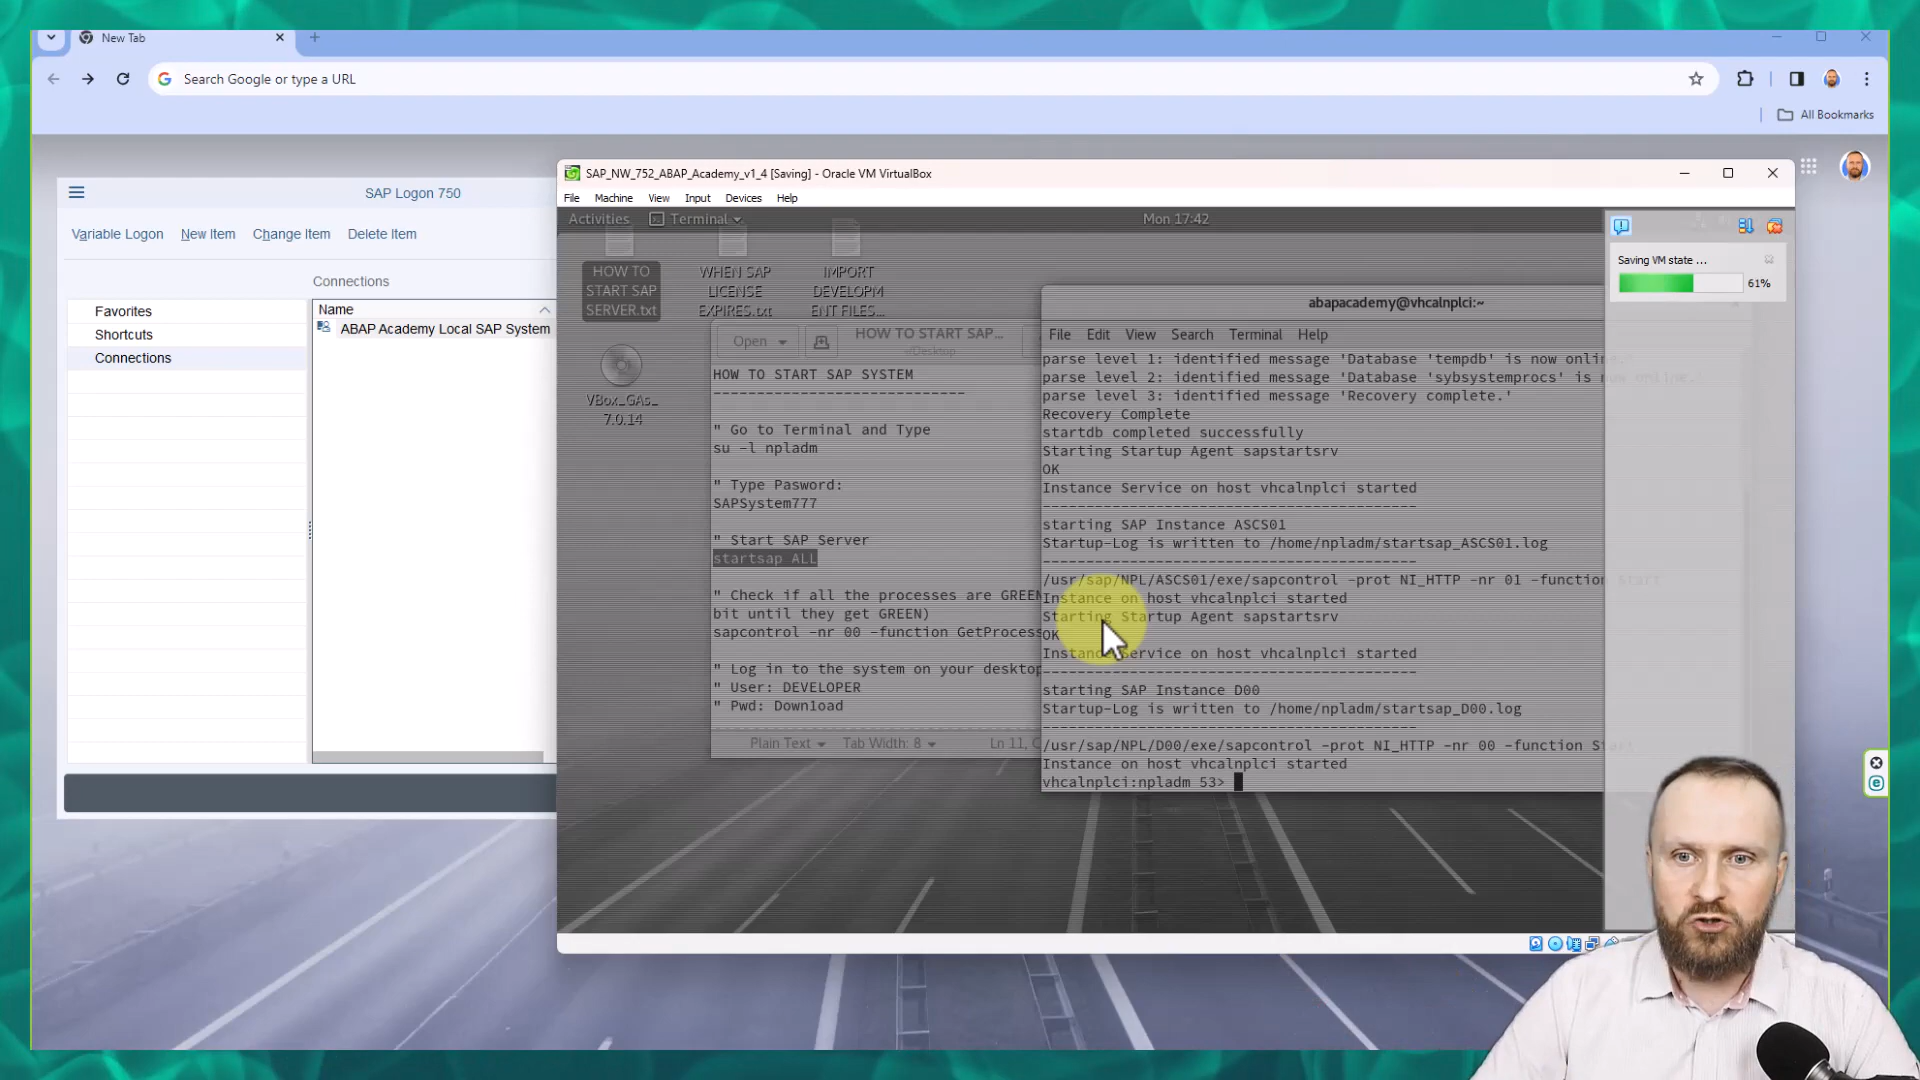 New Tab
Search Google or type a URL
All Bookmarks
SAP Logon 750
Variable Logon
New Item
Change Item
Delete Item
Connections
Favorites
Shortcuts
Connections
Name
ABAP Academy Local SAP System
SAP_NW_752_ABAP_Academy_v1_4 [Saving] - Oracle VM VirtualBox
File Machine View Input Devices Help
Activities
Terminal
Mon 17:42
HOW TO
START SAP
SERVER.txt
WHEN SAP
LICENSE
EXPIRES.txt
IMPORT
DEVELOPM
ENT FILES...
VBox_GAs_
7.0.14
Open
HOW TO START SAP...
~/Desktop
HOW TO START SAP SYSTEM
-----------------------------
" Go to Terminal and Type
su -l npladm
" Type Pasword:
SAPSystem777
" Start SAP Server
startsap ALL
" Check if all the processes are GREEN
bit until they get GREEN)
sapcontrol -nr 00 -function GetProcess
" Log in to the system on your desktop
" User: DEVELOPER
" Pwd: Download
Plain Text
Tab Width: 8
Ln 11, C
abapacademy@vhcalnplci:~
File Edit View Search Terminal Help
parse level 1: identified message 'Database 'tempdb' is now online.'
parse level 2: identified message 'Database 'sybsystemprocs' is now online.'
parse level 3: identified message 'Recovery complete.'
Recovery Complete
startdb completed successfully
Starting Startup Agent sapstartsrv
OK
Instance Service on host vhcalnplci started
-------------------------------------------
starting SAP Instance ASCS01
Startup-Log is written to /home/npladm/startsap_ASCS01.log
-------------------------------------------
/usr/sap/NPL/ASCS01/exe/sapcontrol -prot NI_HTTP -nr 01 -function Start
Instance on host vhcalnplci started
Starting Startup Agent sapstartsrv
OK
Instance Service on host vhcalnplci started
-------------------------------------------
starting SAP Instance D00
Startup-Log is written to /home/npladm/startsap_D00.log
-------------------------------------------
/usr/sap/NPL/D00/exe/sapcontrol -prot NI_HTTP -nr 00 -function Start
Instance on host vhcalnplci started
vhcalnplci:npladm 53>
Saving VM state ...
61%